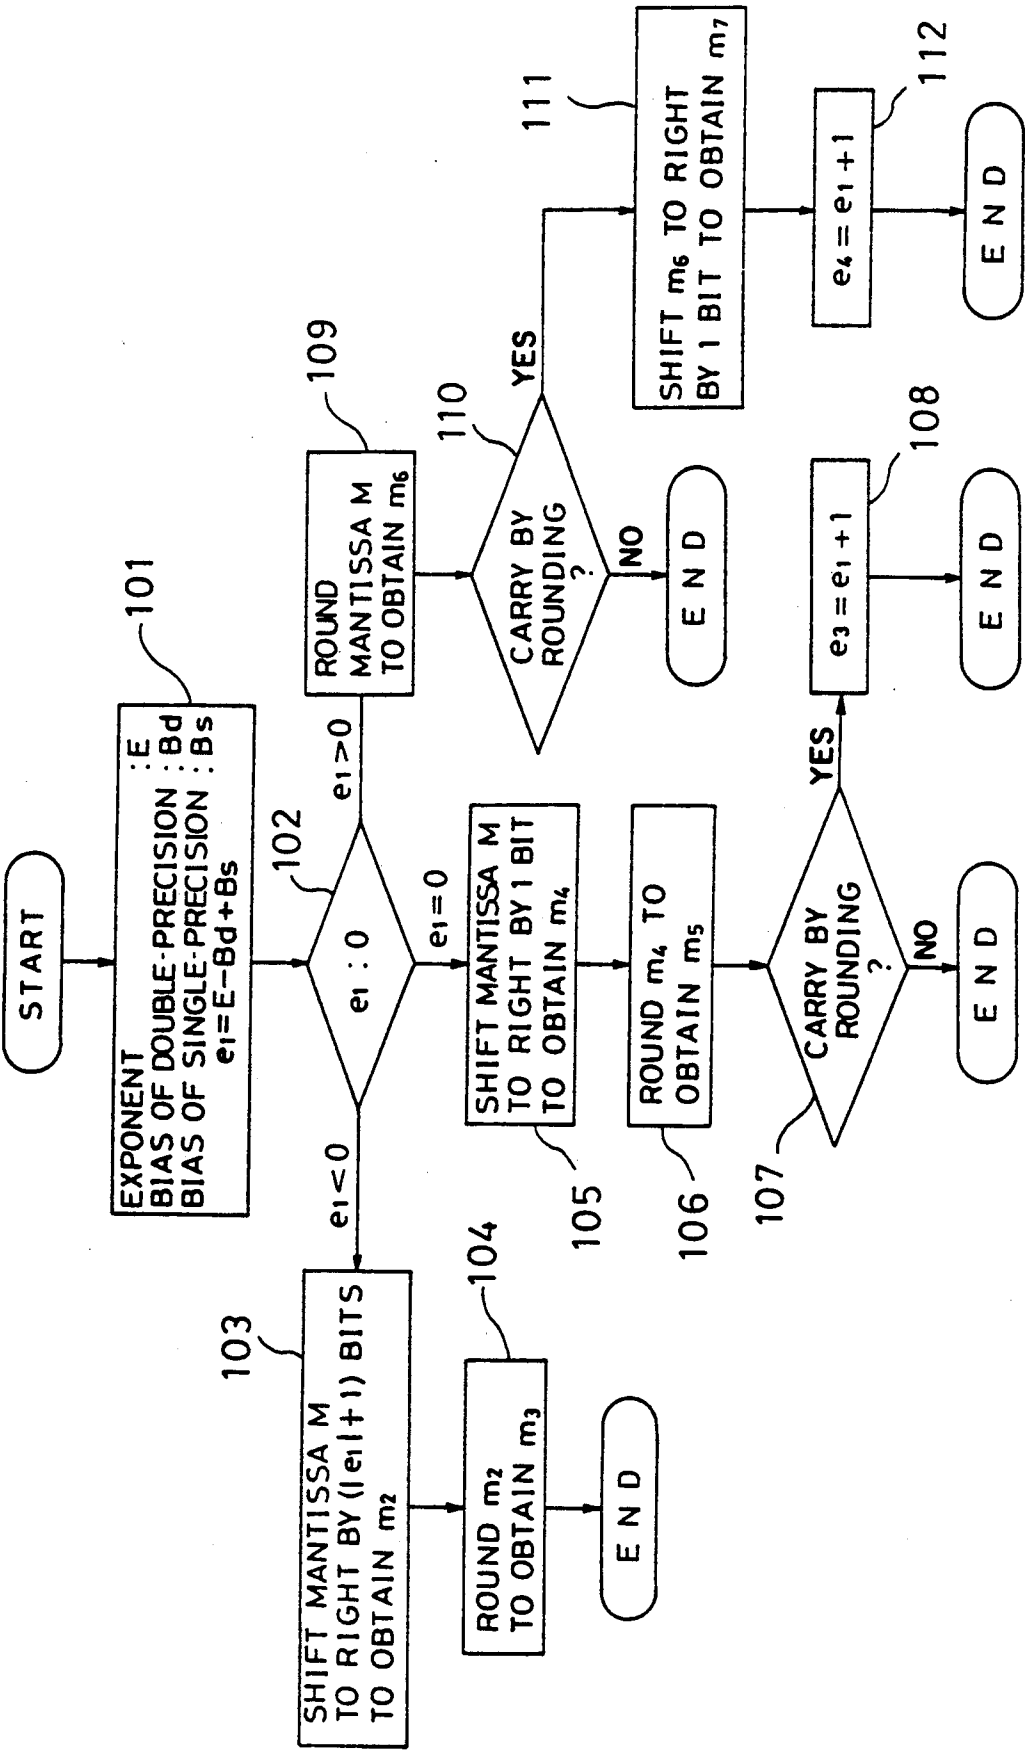 START
EXPONENT :E
BIAS OF DOUBLE-PRECISION :Bd
BIAS OF SINGLE-PRECISION :Bs
e1=E-Bd+Bs
101
102
e1:0
e1<0
e1=0
e1>0
103
SHIFT MANTISSA M
TO RIGHT BY (|e1|+1) BITS
TO OBTAIN m2
104
ROUND m2
TO OBTAIN m3
END
SHIFT MANTISSA M
TO RIGHT BY 1 BIT
TO OBTAIN m4
105
ROUND m4 TO
OBTAIN m5
106
CARRY BY
ROUNDING
?
107
YES
NO
END
e3=e1+1
108
END
109
ROUND
MANTISSA M
TO OBTAIN m6
110
CARRY BY
ROUNDING
?
YES
NO
END
111
SHIFT m6 TO RIGHT
BY 1 BIT TO OBTAIN m7
e4=e1+1
112
END